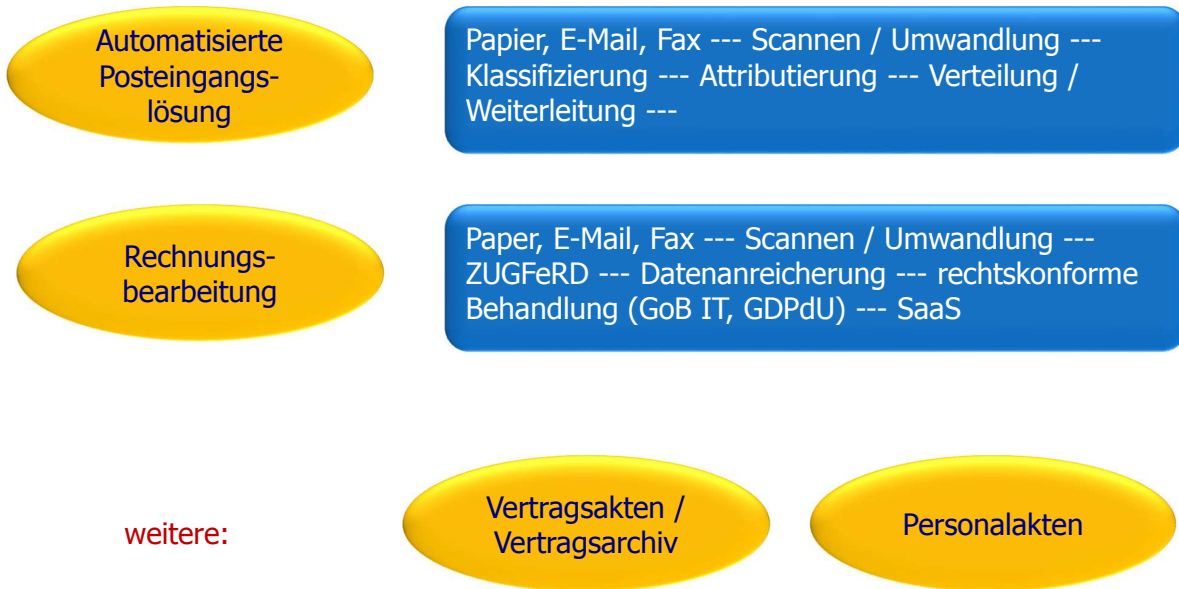 Automatisierte
Posteingangs-
lösung
Papier, E-Mail, Fax --- Scannen / Umwandlung ---
Klassifizierung --- Attributierung --- Verteilung /
Weiterleitung ---
Rechnungs-
bearbeitung
Paper, E-Mail, Fax --- Scannen / Umwandlung ---
ZUGFeRD --- Datenanreicherung --- rechtskonforme
Behandlung (GoB IT, GDPdU) --- SaaS
weitere:
Vertragsakten /
Vertragsarchiv
Personalakten